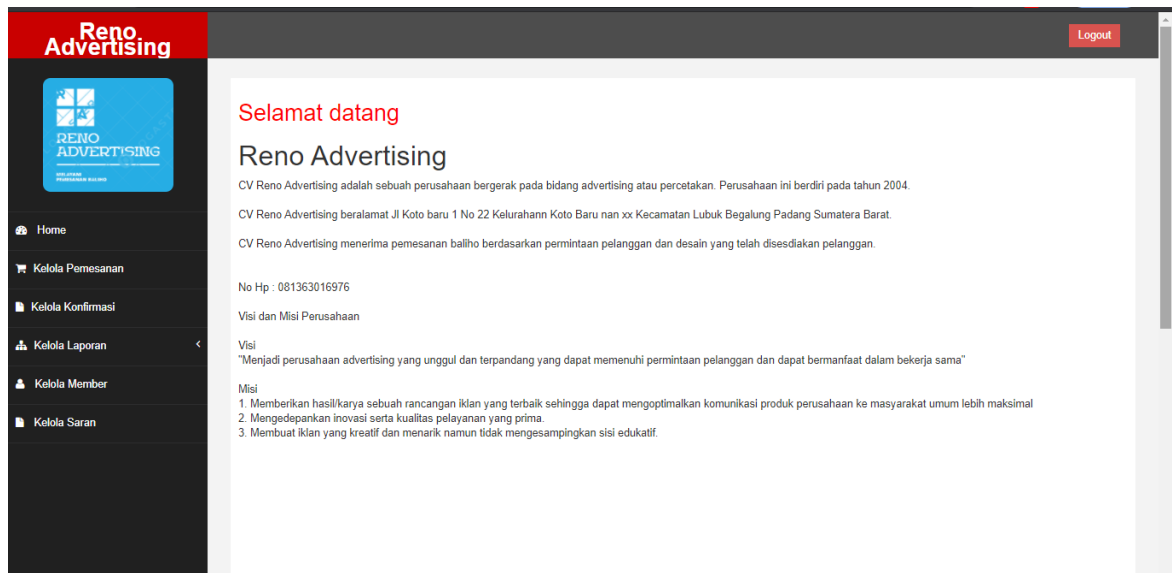 Reno
Advertising
Logout
R
A
A
RENO
ADVERTISING
Home
Kelola Pemesanan
Kelola Konfirmasi
Kelola Laporan
Kelola Member
Kelola Saran
Selamat datang
Reno Advertising
CV Reno Advertising adalah sebuah perusahaan bergerak pada bidang advertising atau percetakan. Perusahaan ini berdiri pada tahun 2004.
CV Reno Advertising beralamat Jl Koto baru 1 No 22 Kelurahann Koto Baru nan xx Kecamatan Lubuk Begalung Padang Sumatera Barat.
CV Reno Advertising menerima pemesanan baliho berdasarkan permintaan pelanggan dan desain yang telah disesdiakan pelanggan.
No Hp : 081363016976
Visi dan Misi Perusahaan
Visi
"Menjadi perusahaan advertising yang unggul dan terpandang yang dapat memenuhi permintaan pelanggan dan dapat bermanfaat dalam bekerja sama"
Misi
1. Memberikan hasil/karya sebuah rancangan iklan yang terbaik sehingga dapat mengoptimalkan komunikasi produk perusahaan ke masyarakat umum lebih maksimal
2. Mengedepankan inovasi serta kualitas pelayanan yang prima.
3. Membuat iklan yang kreatif dan menarik namun tidak mengesampingkan sisi edukatif.